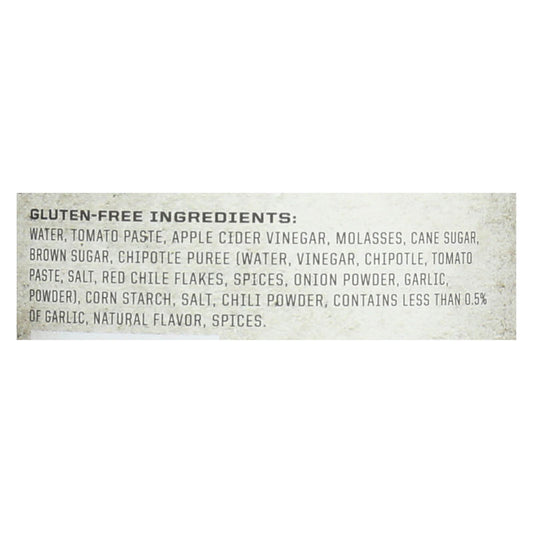 GLUTEN-FREE INGREDIENTS:
WATER, TOMATO PASTE, APPLE CIDER VINEGAR, MOLASSES, CANE SUGAR,
BROWN SUGAR, CHIPOTLE PUREE (WATER, VINEGAR, CHIPOTLE, TOMATO
PASTE, SALT, RED CHILE FLAKES, SPICES, ONION POWDER, GARLIC,
POWDER), CORN STARCH, SALT, CHILI POWDER, CONTAINS LESS THAN 0.5%
OF GARLIC, NATURAL FLAVOR, SPICES.